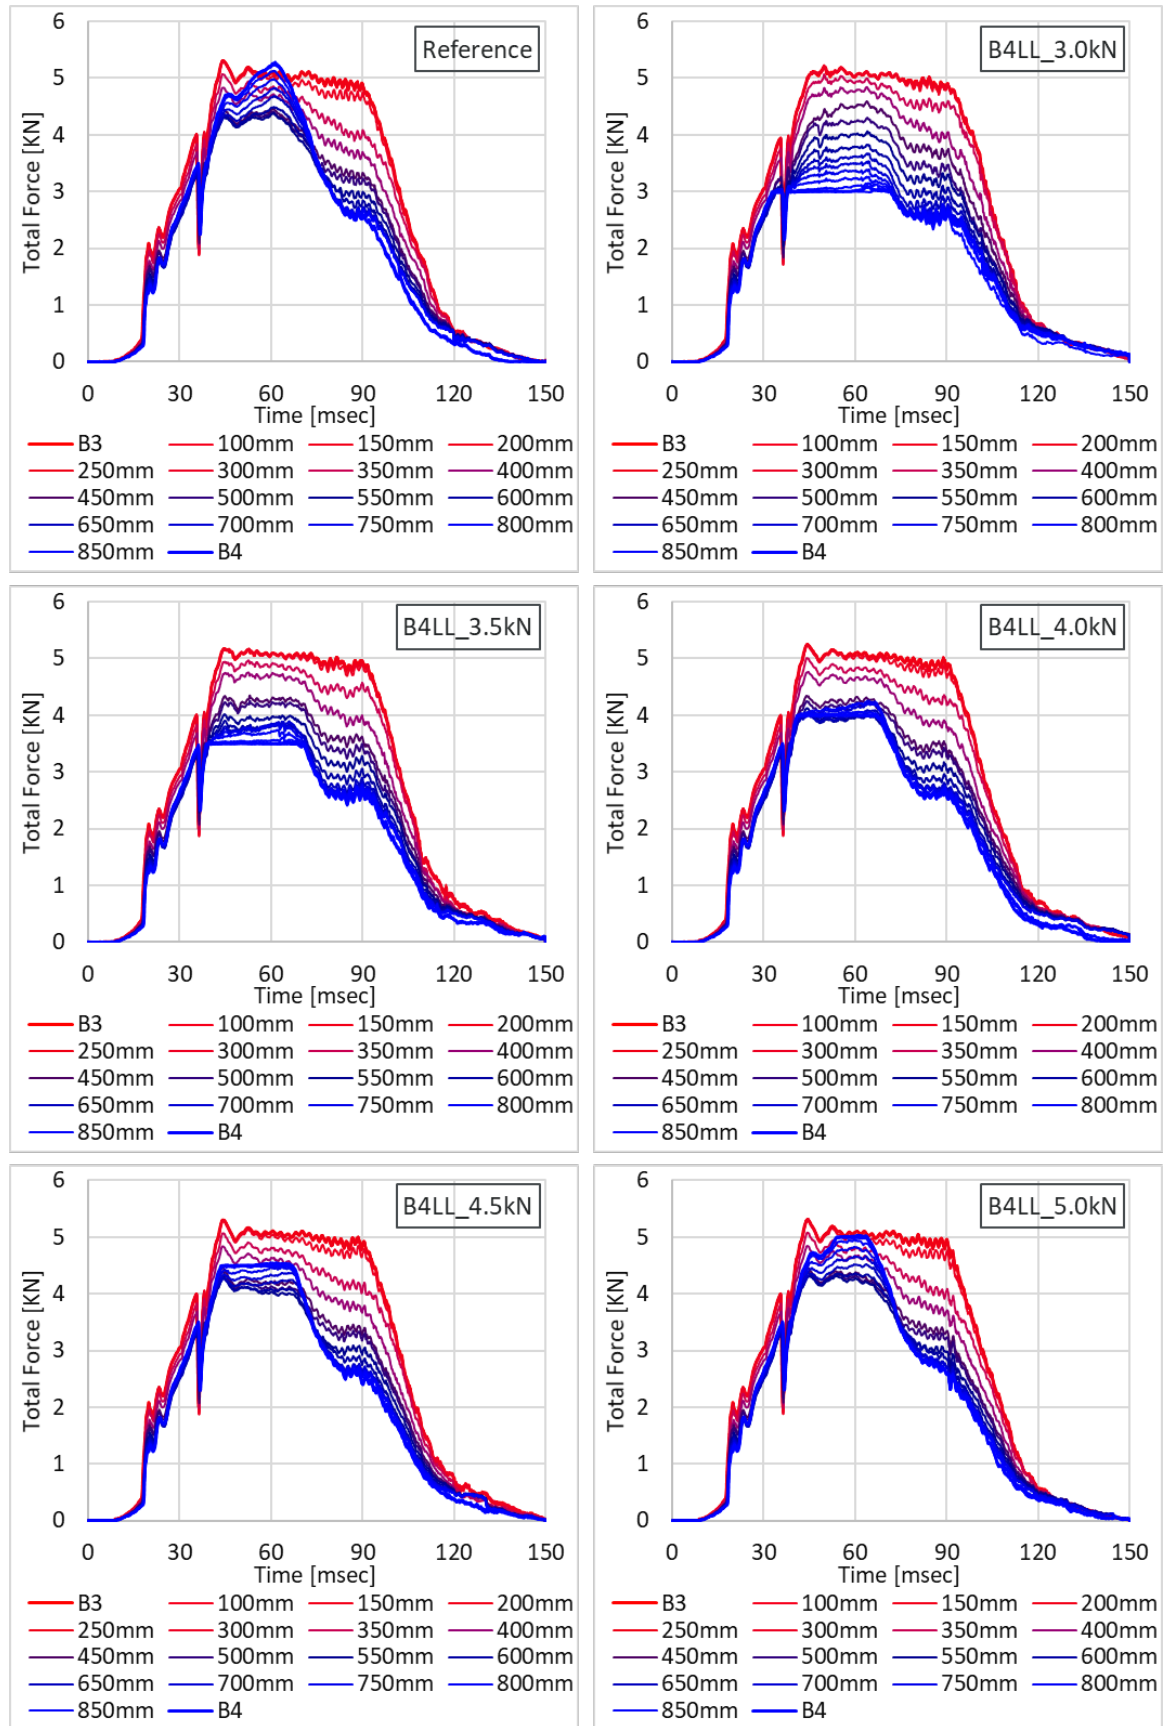 Reference
Total Force [KN]
6
5
4
3
2
1
0
0 30 60 90 120 150
Time [msec]
B3 100mm 150mm 200mm
250mm 300mm 350mm 400mm
450mm 500mm 550mm 600mm
650mm 700mm 750mm 800mm
850mm B4
B4LL_3.0kN
Total Force [KN]
6
5
4
3
2
1
0
0 30 60 90 120 150
Time [msec]
B3 100mm 150mm 200mm
250mm 300mm 350mm 400mm
450mm 500mm 550mm 600mm
650mm 700mm 750mm 800mm
850mm B4
B4LL_3.5kN
Total Force [KN]
6
5
4
3
2
1
0
0 30 60 90 120 150
Time [msec]
B3 100mm 150mm 200mm
250mm 300mm 350mm 400mm
450mm 500mm 550mm 600mm
650mm 700mm 750mm 800mm
850mm B4
B4LL_4.0kN
Total Force [KN]
6
5
4
3
2
1
0
0 30 60 90 120 150
Time [msec]
B3 100mm 150mm 200mm
250mm 300mm 350mm 400mm
450mm 500mm 550mm 600mm
650mm 700mm 750mm 800mm
850mm B4
B4LL_4.5kN
Total Force [KN]
6
5
4
3
2
1
0
0 30 60 90 120 150
Time [msec]
B3 100mm 150mm 200mm
250mm 300mm 350mm 400mm
450mm 500mm 550mm 600mm
650mm 700mm 750mm 800mm
850mm B4
B4LL_5.0kN
Total Force [KN]
6
5
4
3
2
1
0
0 30 60 90 120 150
Time [msec]
B3 100mm 150mm 200mm
250mm 300mm 350mm 400mm
450mm 500mm 550mm 600mm
650mm 700mm 750mm 800mm
850mm B4